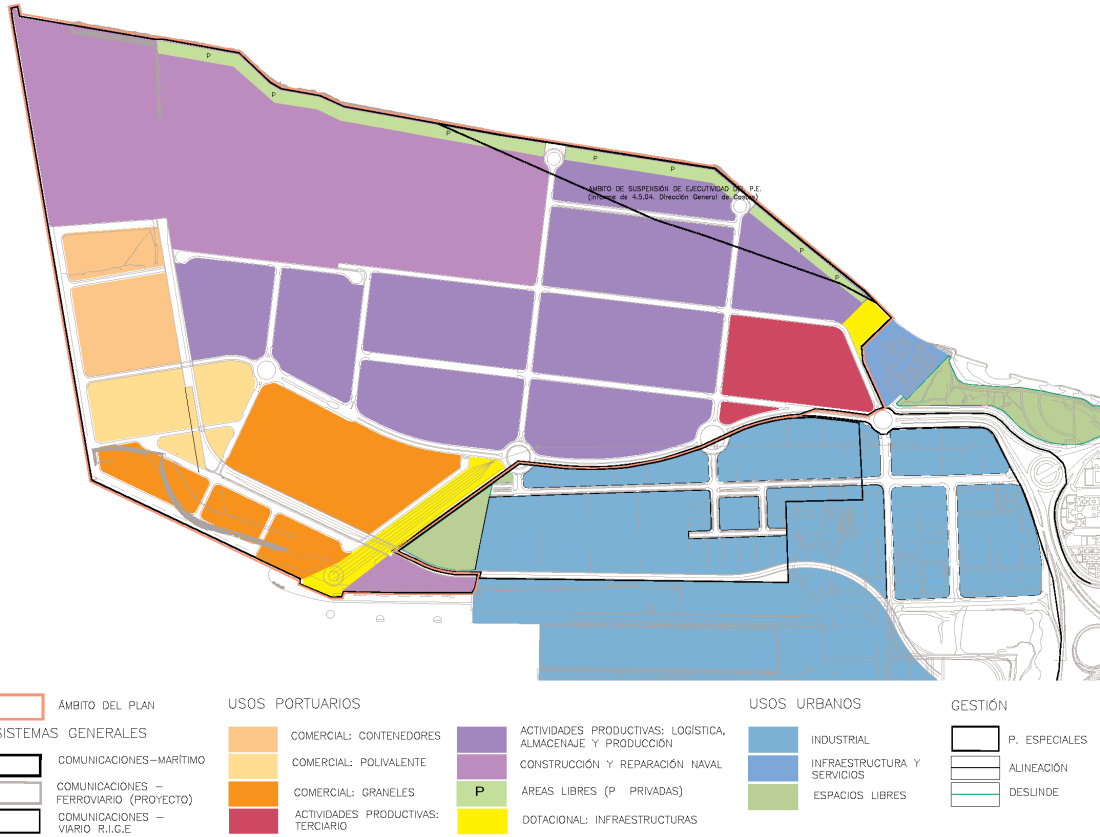 P
P
P
P
P
ÁMBITO DE SUSPENSIÓN DE EJECUTIVIDAD DEL P.E.
(Informe de 4.5.04. Dirección General de Costas)
P
P
ÁMBITO DEL PLAN
SISTEMAS GENERALES
COMUNICACIONES-MARÍTIMO
COMUNICACIONES –
FERROVIARIO (PROYECTO)
COMUNICACIONES –
VIARIO R.I.G.E
USOS PORTUARIOS
COMERCIAL: CONTENEDORES
COMERCIAL: POLIVALENTE
COMERCIAL: GRANELES
ACTIVIDADES PRODUCTIVAS:
TERCIARIO
ACTIVIDADES PRODUCTIVAS: LOGÍSTICA,
ALMACENAJE Y PRODUCCIÓN
CONSTRUCCIÓN Y REPARACIÓN NAVAL
P
ÁREAS LIBRES (P PRIVADAS)
DOTACIONAL: INFRAESTRUCTURAS
USOS URBANOS
INDUSTRIAL
INFRAESTRUCTURA Y
SERVICIOS
ESPACIOS LIBRES
GESTIÓN
P. ESPECIALES
ALINEACIÓN
DESLINDE